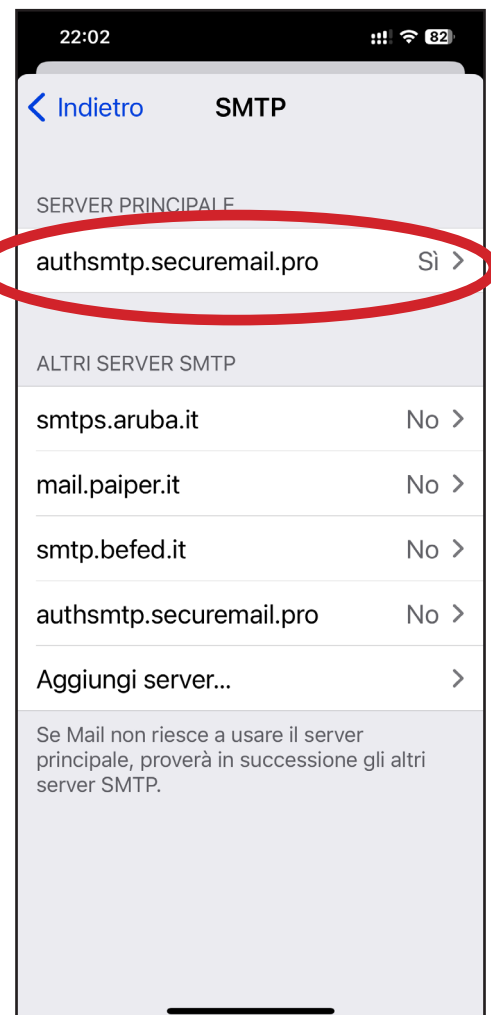 22:02
82
Indietro
SMTP
SERVER PRINCIPALE
authsmtp.securemail.pro
Sì
ALTRI SERVER SMTP
smtps.aruba.it
No
mail.paiper.it
No
smtp.befed.it
No
authsmtp.securemail.pro
No
Aggiungi server...
Se Mail non riesce a usare il server
principale, proverà in successione gli altri
server SMTP.